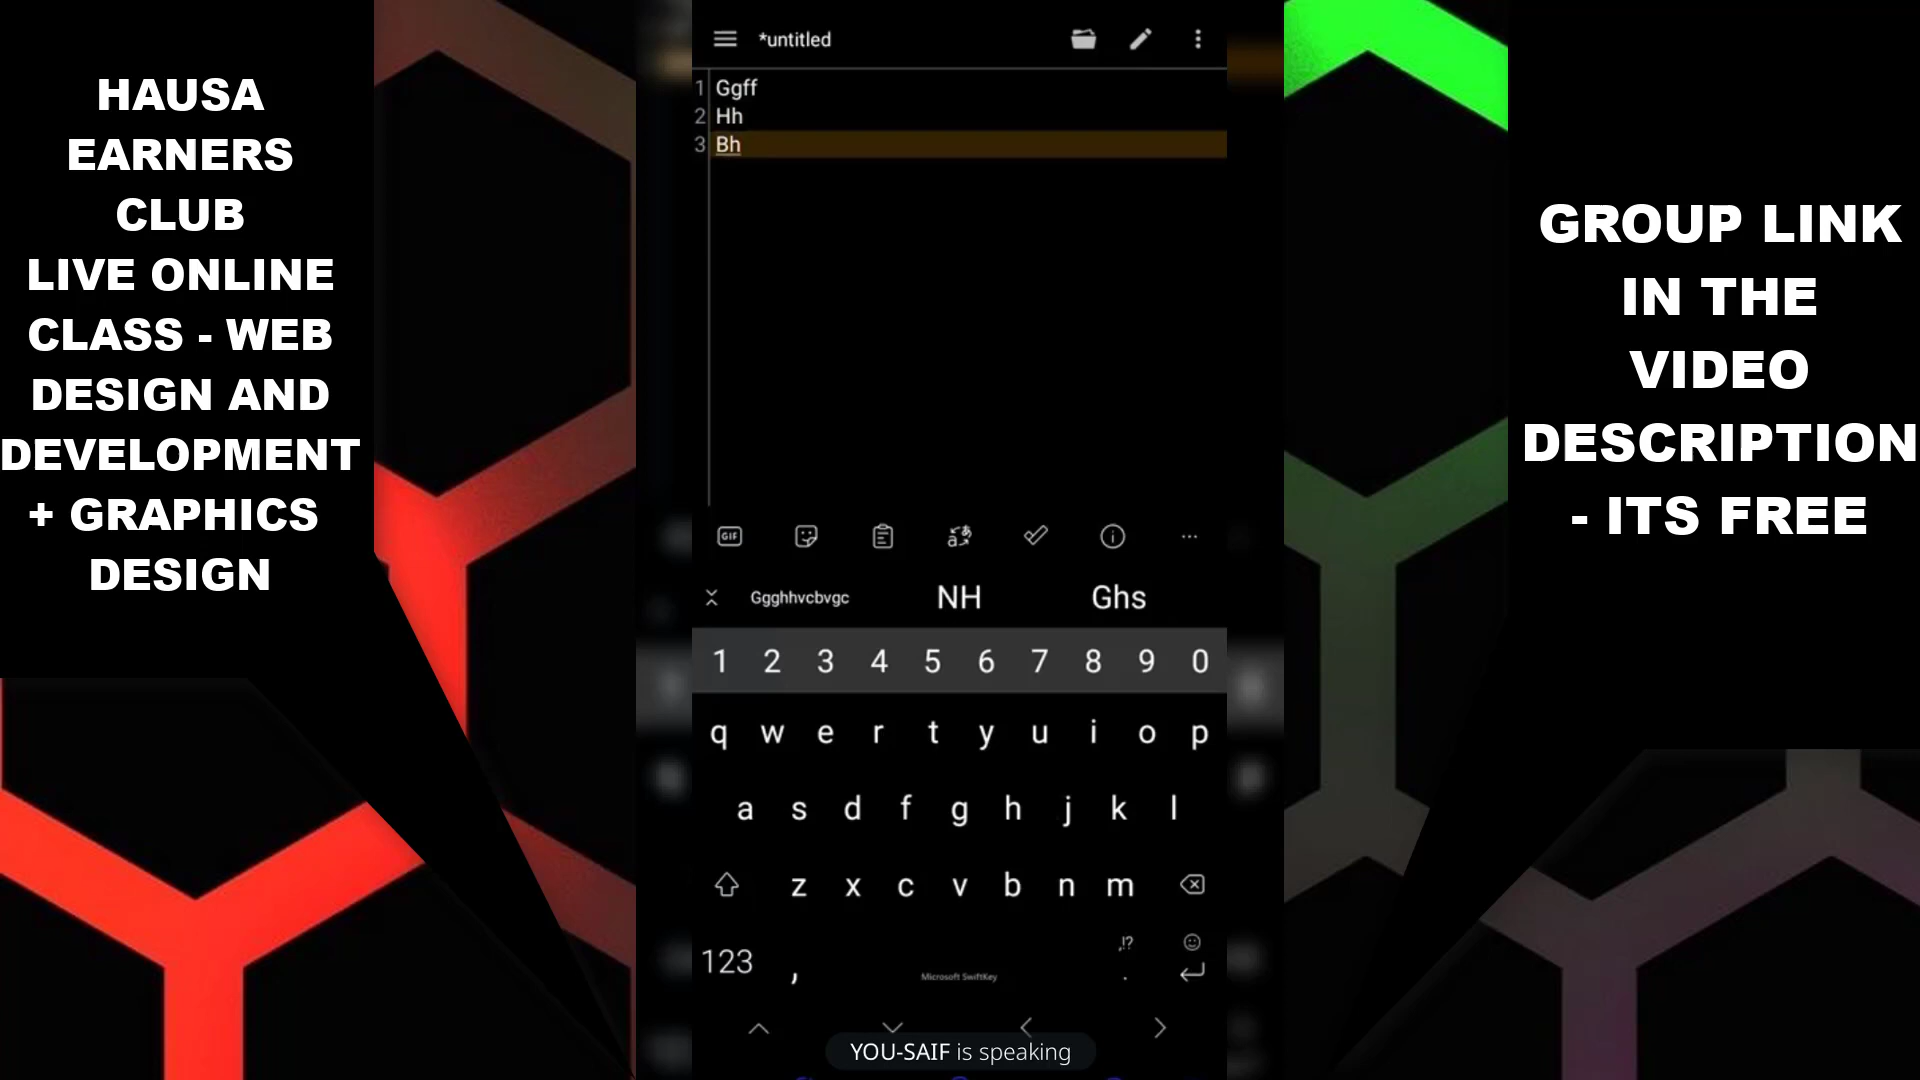 HAUSA
EARNERS
CLUB
LIVE ONLINE
CLASS - WEB
DESIGN AND
DEVELOPMENT
+ GRAPHICS
DESIGN
*untitled
1 Ggff
2 Hh
3 Bh
GIF
Ggghhvcbvgc NH Ghs
1 2 3 4 5 6 7 8 9 0
q w e r t y u i o p
a s d f g h j k l
z x c v b n m
,!?
123 , Microsoft SwiftKey .
YOU-SAIF is speaking
GROUP LINK
IN THE
VIDEO
DESCRIPTION
- ITS FREE